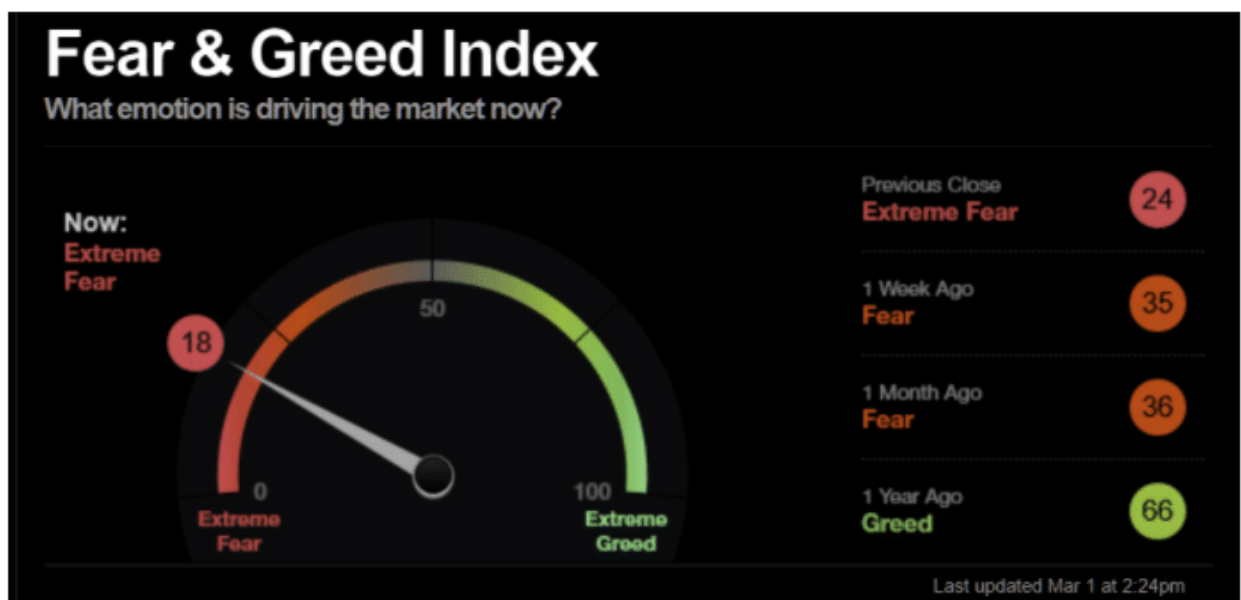 Fear & Greed Index
What emotion is driving the market now?
Now:
Extreme
Fear
18
50
0
Extreme
Fear
100
Extreme
Greed
Previous Close
Extreme Fear
24
1 Week Ago
Fear
35
1 Month Ago
Fear
36
1 Year Ago
Greed
66
Last updated Mar 1 at 2:24pm